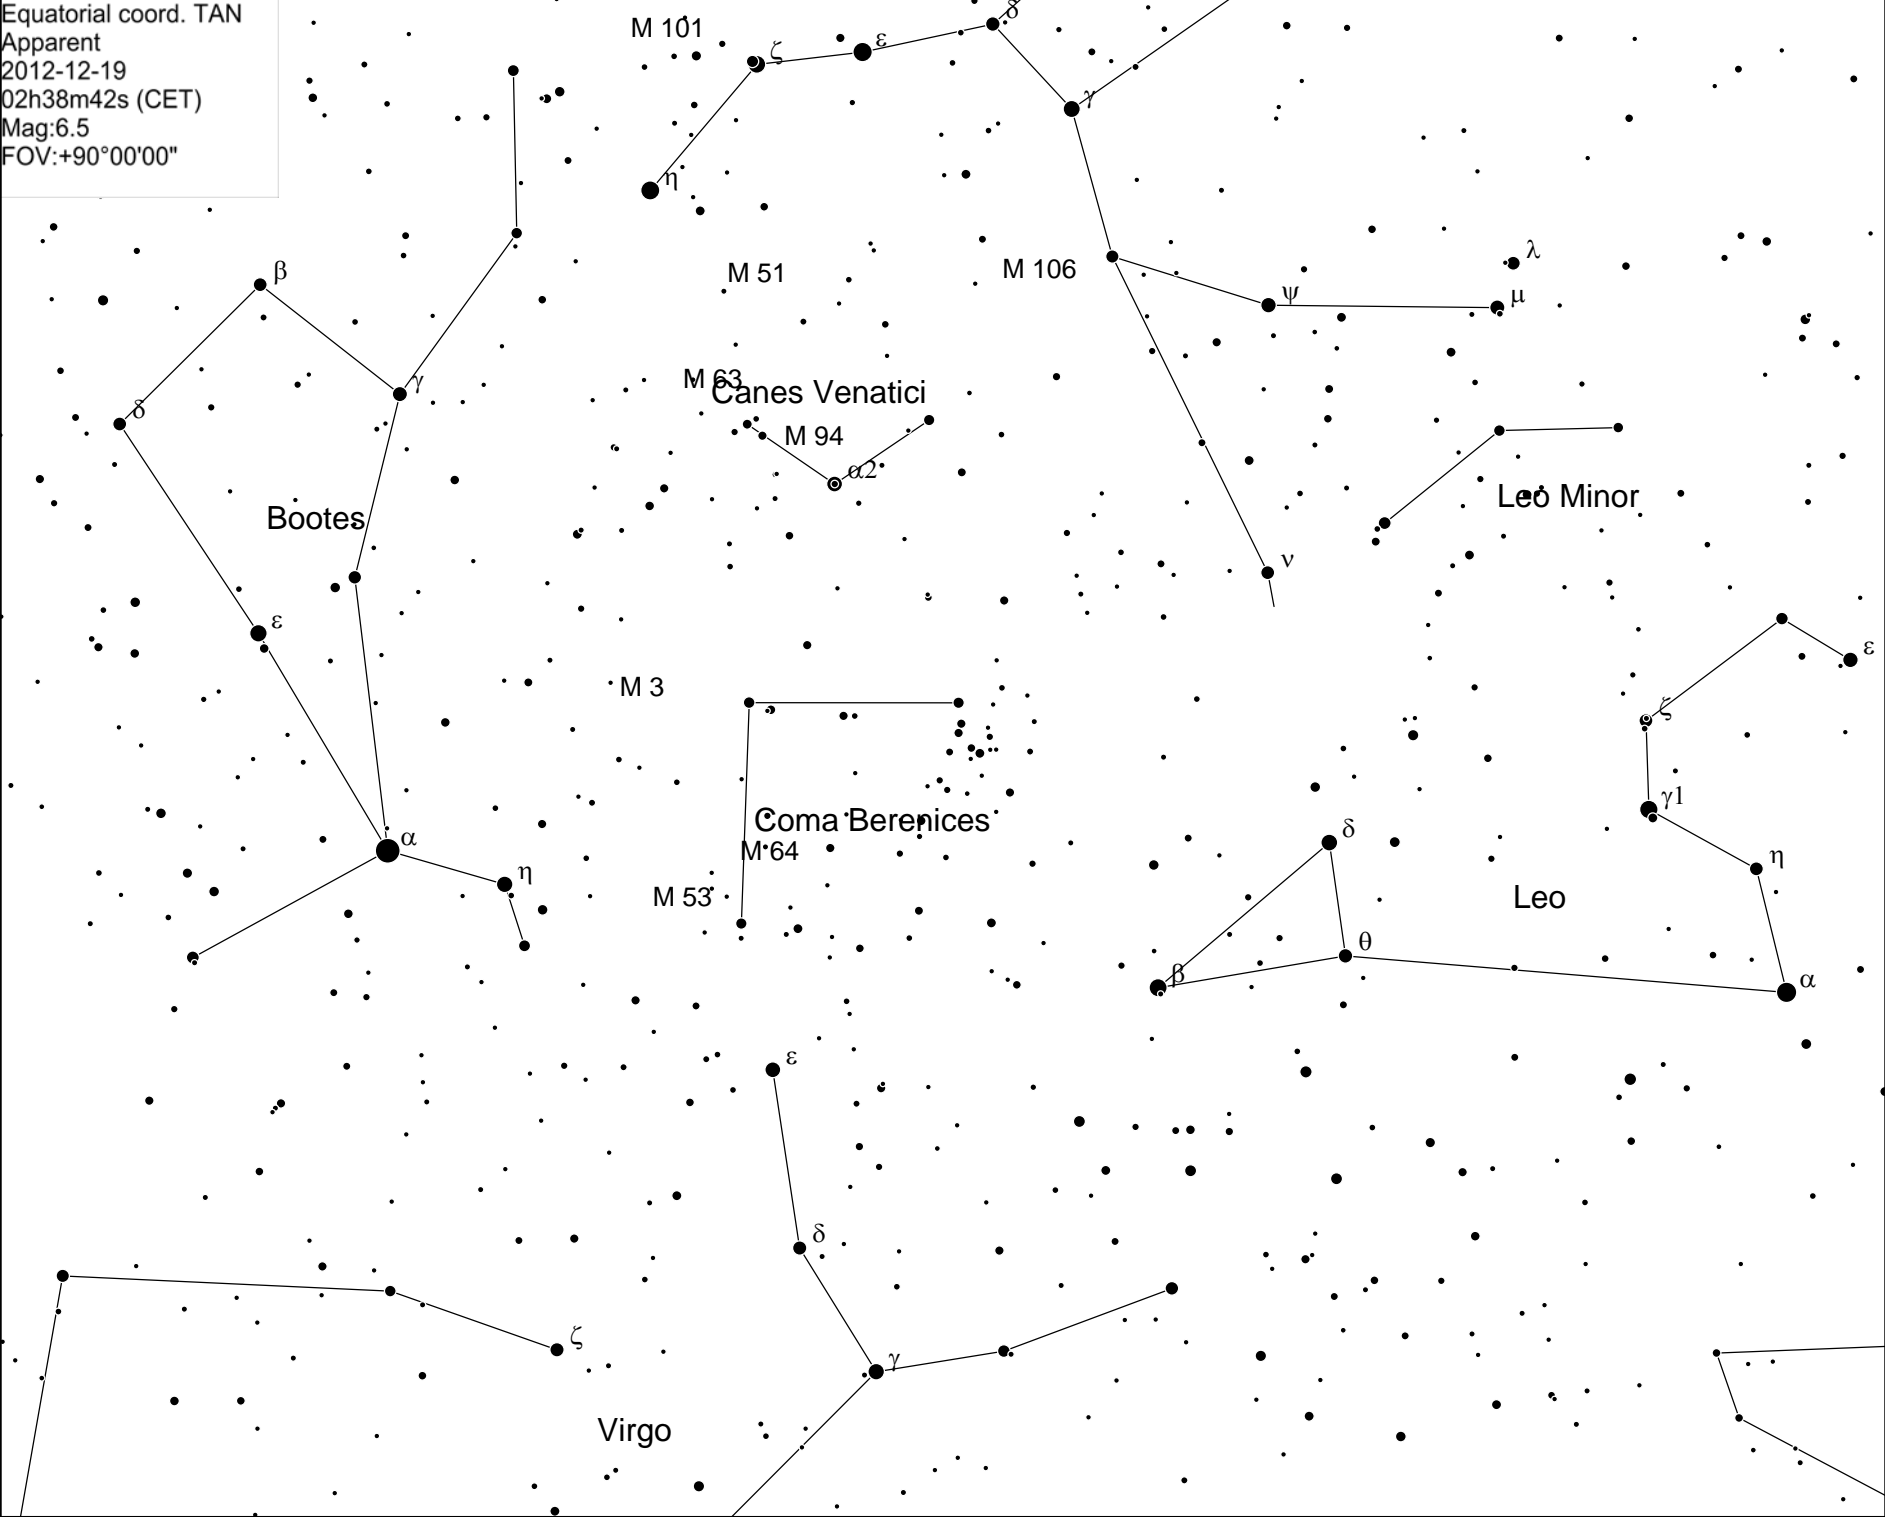 Equatorial coord. TAN
Apparent
2012-12-19
02h38m42s (CET)
Mag:6.5
FOV:+90°00'00"
δ
M 101
ζ
ε
γ
η
M 51
M 106
λ
β
ψ
μ
M 63
γ
Canes Venatici
δ
M 94
α2
Bootes
Leo Minor
ν
ε
ε
M 3
ζ
γ1
Coma Berenices
δ
α
M 64
η
η
M 53
Leo
θ
β
α
ε
δ
ζ
γ
Virgo